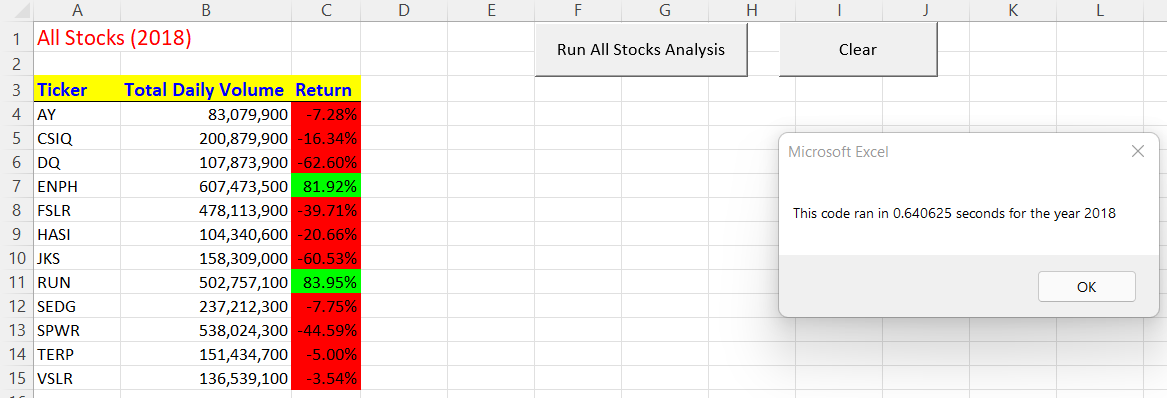 A B C D E F G H I J K L
1 All Stocks (2018) Run All Stocks Analysis Clear
2
3 Ticker Total Daily Volume Return
4 AY 83,079,900 -7.28%
5 CSIQ 200,879,900 -16.34%
6 DQ 107,873,900 -62.60%
7 ENPH 607,473,500 81.92%
8 FSLR 478,113,900 -39.71%
9 HASI 104,340,600 -20.66%
10 JKS 158,309,000 -60.53%
11 RUN 502,757,100 83.95%
12 SEDG 237,212,300 -7.75%
13 SPWR 538,024,300 -44.59%
14 TERP 151,434,700 -5.00%
15 VSLR 136,539,100 -3.54%
Microsoft Excel
This code ran in 0.640625 seconds for the year 2018
OK